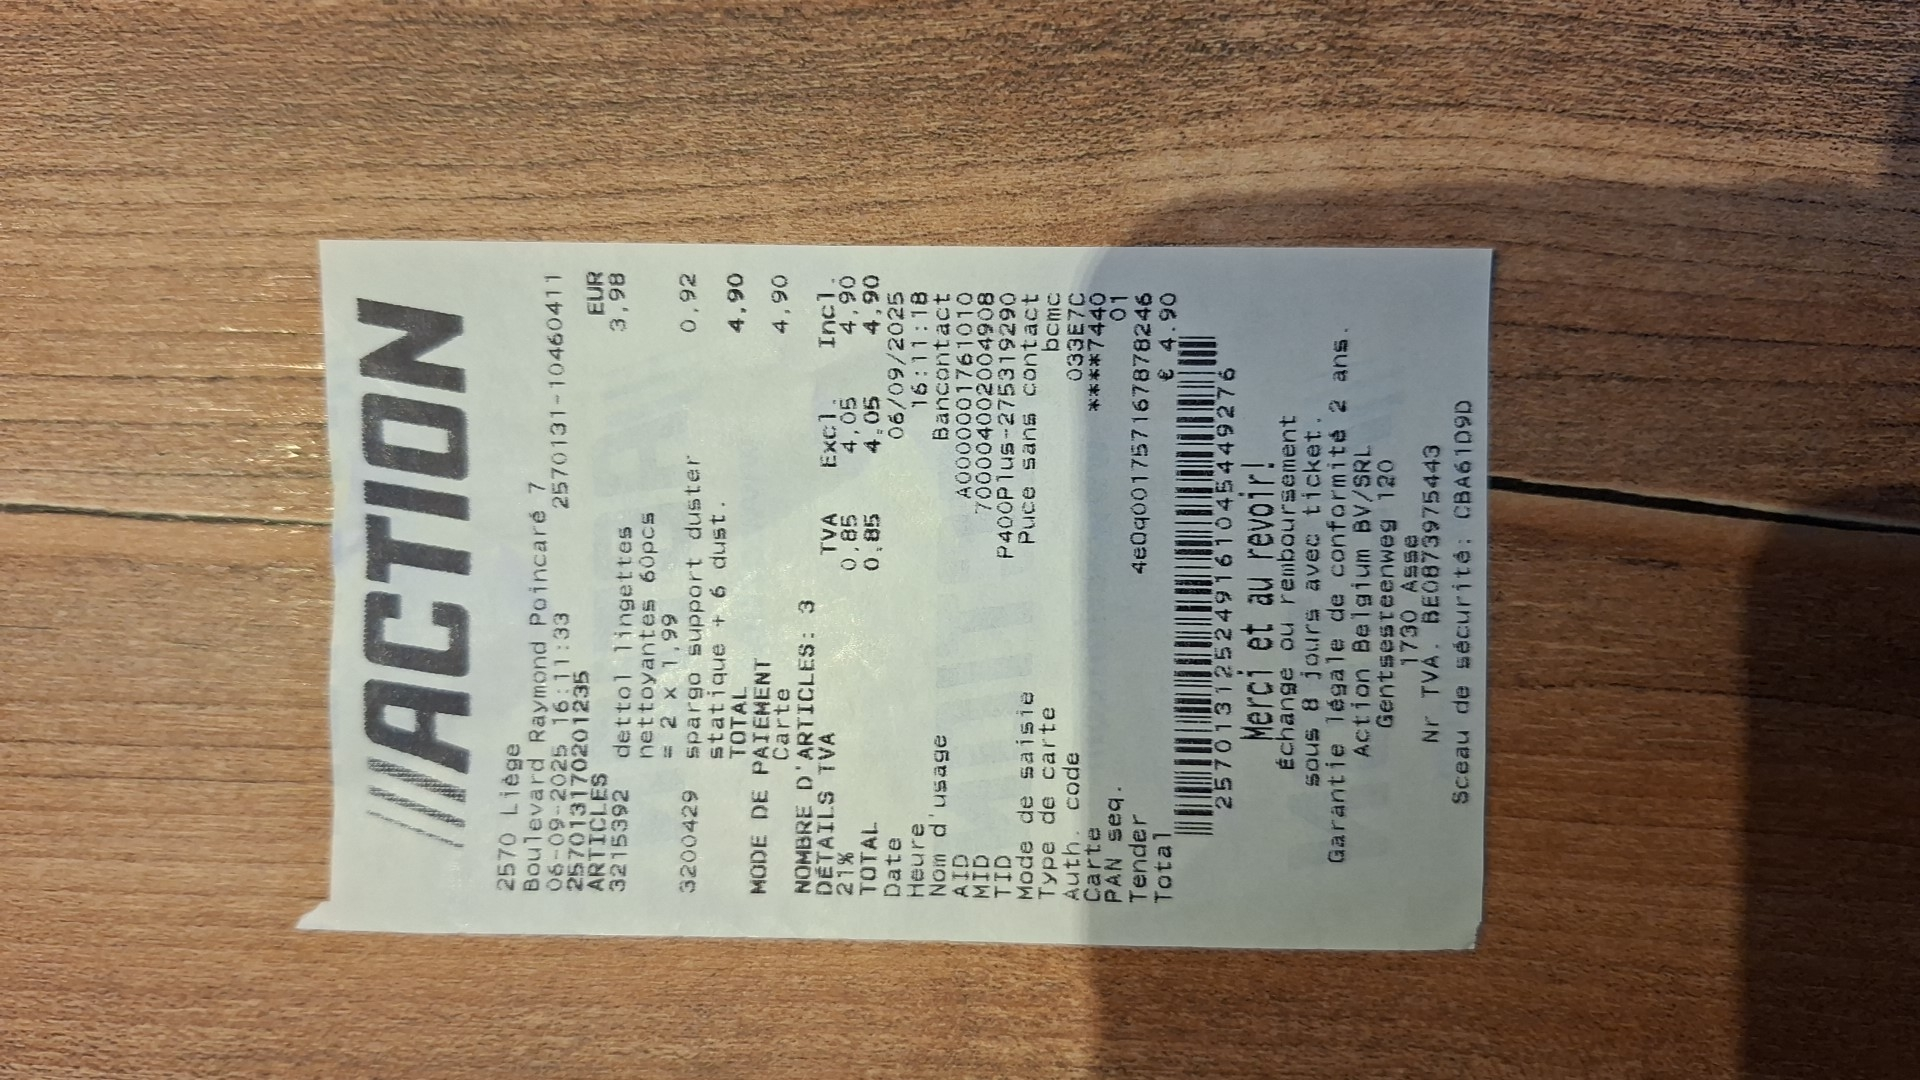 ACTION
2570 Liège
Boulevard Raymond Poincaré 7
06-09-2025 16:11:33 2570131-10460411
257013170201235
ARTICLES EUR
3215392 dettol lingettes 3,98
nettoyantes 60pcs
= 2 x 1,99
3200429 spargo support duster 0,92
statique + 6 dust.
TOTAL 4,90
MODE DE PAIEMENT
Carte 4,90
NOMBRE D'ARTICLES: 3
DÉTAILS TVA TVA Excl. Incl.
21% 0,85 4,05 4,90
TOTAL 0,85 4,05 4,90
Date 06/09/2025
Heure 16:11:18
Nom d'usage Bancontact
AID A0000001761010
MID 700004002004908
TID P400Plus-275319290
Mode de saisie Puce sans contact
Type de carte bcmc
Auth. code 033E7C
Carte ****7440
PAN seq. 01
Tender 4eQq001757167878246
Total € 4.90
2570131252491610454449276
Merci et au revoir!
Échange ou remboursement
sous 8 jours avec ticket.
Garantie légale de conformité 2 ans.
Action Belgium BV/SRL
Gentsesteenweg 120
1730 Asse
Nr TVA. BE0873975443
Sceau de sécurité: CBA61D9D